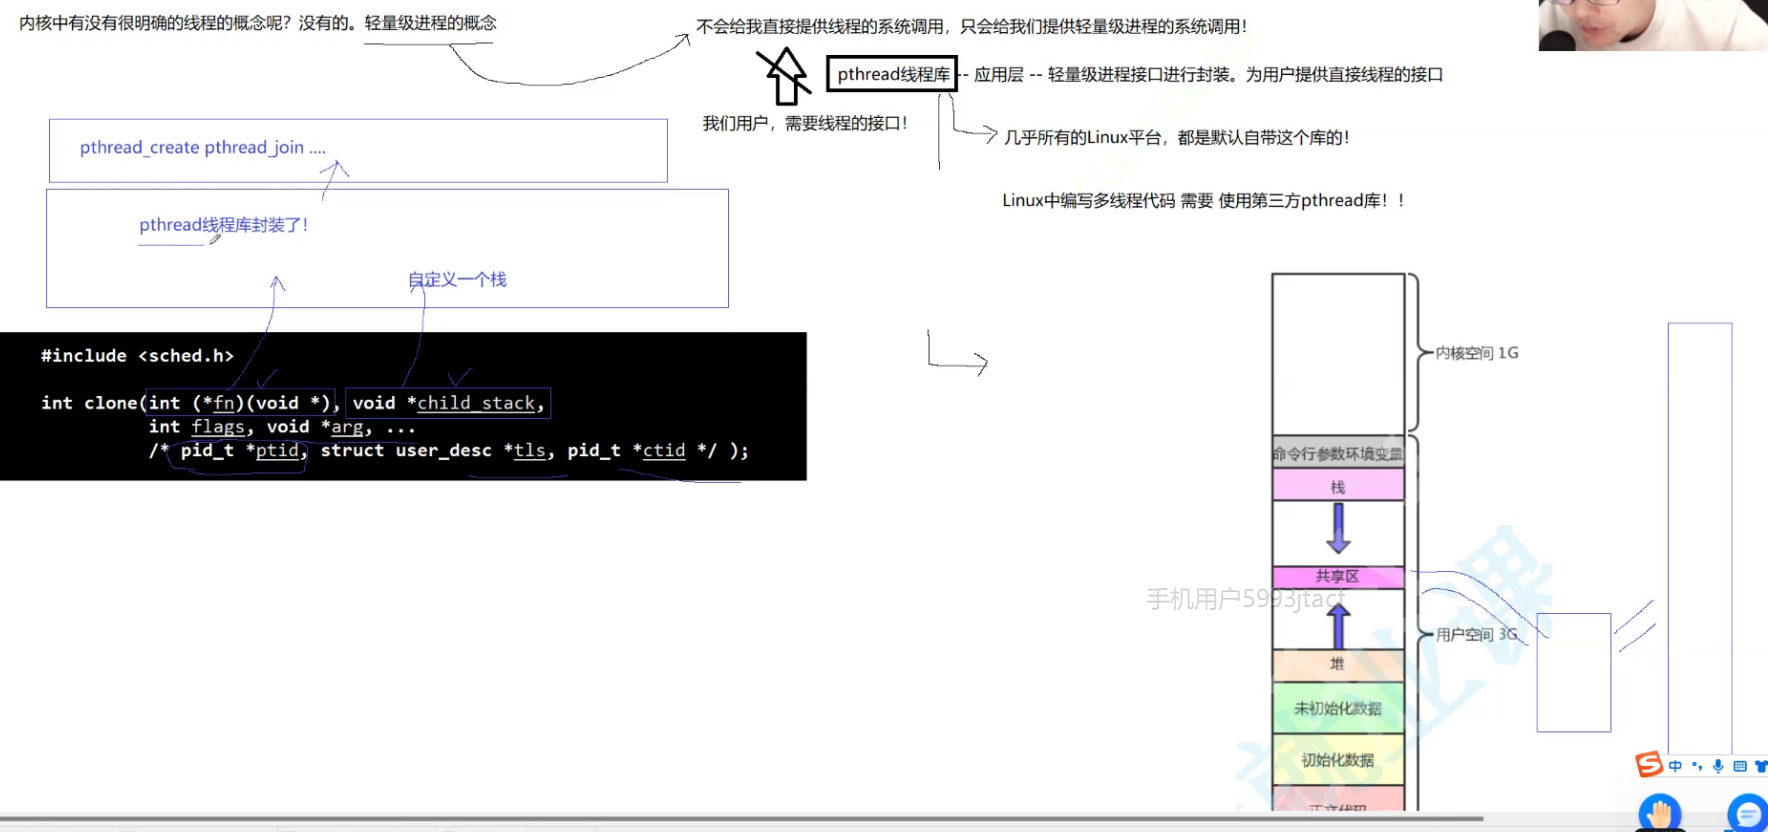 内核中有没有很明确的线程的概念呢？没有的。轻量级进程的概念
不会给我直接提供线程的系统调用，只会给我们提供轻量级进程的系统调用！
pthread线程库 -- 应用层 -- 轻量级进程接口进行封装。为用户提供直接线程的接口
我们用户，需要线程的接口！
几乎所有的Linux平台，都是默认自带这个库的！
Linux中编写多线程代码 需要 使用第三方pthread库！！
pthread_create pthread_join ....
pthread线程库封装了！
自定义一个栈
#include <sched.h>
int clone(int (*fn)(void *), void *child_stack,
int flags, void *arg, ...
/* pid_t *ptid, struct user_desc *tls, pid_t *ctid */ );
内核空间 1G
命令行参数环境变量
栈
共享区
手机用户5993jtacf
用户空间 3G
堆
未初始化数据
初始化数据
正文代码
就业课
中